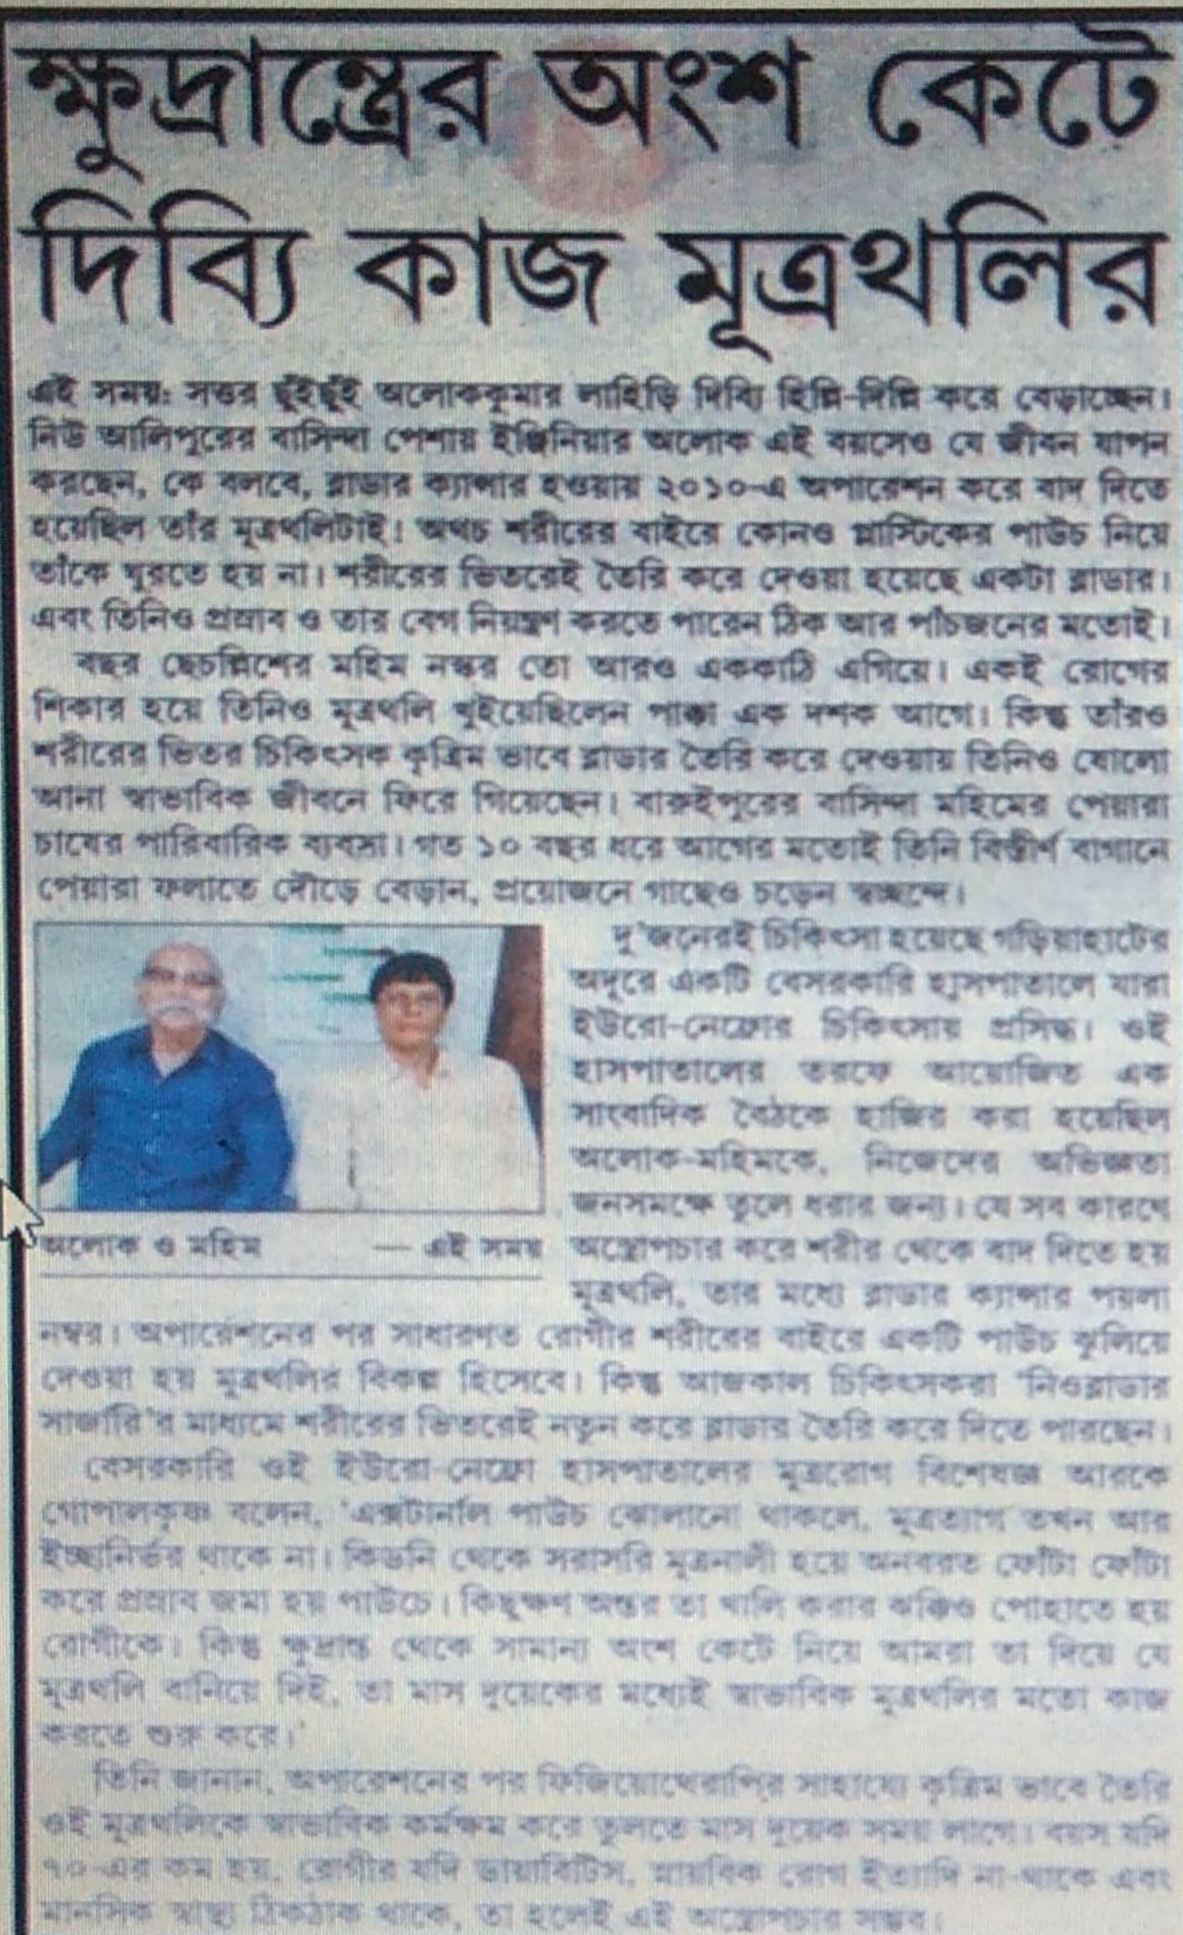 ক্ষুদ্রান্ত্রের অংশ কেটে
দিব্যি কাজ মূত্রথলির
এই সময়: সত্তর ছুঁইছুঁই অলোককুমার লাহিড়ি দিব্যি হিল্লি-দিল্লি করে বেড়াচ্ছেন।
নিউ আলিপুরের বাসিন্দা পেশায় ইঞ্জিনিয়ার অলোক এই বয়সেও যে জীবন যাপন
করছেন, কে বলবে, ব্লাডার ক্যান্সার হওয়ায় ২০১০-এ অপারেশন করে বাদ দিতে
হয়েছিল তাঁর মূত্রথলিটাই! অথচ শরীরের বাইরে কোনও প্লাস্টিকের পাউচ নিয়ে
তাঁকে ঘুরতে হয় না। শরীরের ভিতরেই তৈরি করে দেওয়া হয়েছে একটা ব্লাডার।
এবং তিনিও প্রস্রাব ও তার বেগ নিয়ন্ত্রণ করতে পারেন ঠিক আর পাঁচজনের মতোই।
বছর ছেচল্লিশের মহিম নস্কর তো আরও এককাঠি এগিয়ে। একই রোগের
শিকার হয়ে তিনিও মূত্রথলি খুইয়েছিলেন পাক্কা এক দশক আগে। কিন্তু তাঁরও
শরীরের ভিতর চিকিৎসক কৃত্রিম ভাবে ব্লাডার তৈরি করে দেওয়ায় তিনিও ষোলো
আনা স্বাভাবিক জীবনে ফিরে গিয়েছেন। বারুইপুরের বাসিন্দা মহিমের পেয়ারা
চাষের পারিবারিক ব্যবসা। গত ১০ বছর ধরে আগের মতোই তিনি বিস্তীর্ণ বাগানে
পেয়ারা ফলাতে দৌড়ে বেড়ান, প্রয়োজনে গাছেও চড়েন স্বচ্ছন্দে।
দু'জনেরই চিকিৎসা হয়েছে গড়িয়াহাটের
অদূরে একটি বেসরকারি হাসপাতালে যারা
ইউরো-নেফ্রোর চিকিৎসায় প্রসিদ্ধ। ওই
হাসপাতালের তরফে আয়োজিত এক
সাংবাদিক বৈঠকে হাজির করা হয়েছিল
অলোক-মহিমকে, নিজেদের অভিজ্ঞতা
জনসমক্ষে তুলে ধরার জন্য। যে সব কারণে
অস্ত্রোপচার করে শরীর থেকে বাদ দিতে হয়
মূত্রথলি, তার মধ্যে ব্লাডার ক্যান্সার পয়লা
অলোক ও মহিম — এই সময়
নম্বর। অপারেশনের পর সাধারণত রোগীর শরীরের বাইরে একটি পাউচ ঝুলিয়ে
দেওয়া হয় মূত্রথলির বিকল্প হিসেবে। কিন্তু আজকাল চিকিৎসকরা 'নিওব্লাডার
সার্জারি'র মাধ্যমে শরীরের ভিতরেই নতুন করে ব্লাডার তৈরি করে দিতে পারছেন।
বেসরকারি ওই ইউরো-নেফ্রো হাসপাতালের মূত্ররোগ বিশেষজ্ঞ আরকে
গোপালকৃষ্ণ বলেন, 'এক্সটার্নাল পাউচ ঝোলানো থাকলে, মূত্রত্যাগ তখন আর
ইচ্ছানির্ভর থাকে না। কিডনি থেকে সরাসরি মূত্রনালী হয়ে অনবরত ফোঁটা ফোঁটা
করে প্রস্রাব জমা হয় পাউচে। কিছুক্ষণ অন্তর তা খালি করার ঝক্কিও পোহাতে হয়
রোগীকে। কিন্তু ক্ষুদ্রান্ত্র থেকে সামান্য অংশ কেটে নিয়ে আমরা তা দিয়ে যে
মূত্রথলি বানিয়ে দিই, তা মাস দুয়েকের মধ্যেই স্বাভাবিক মূত্রথলির মতো কাজ
করতে শুরু করে।'
তিনি জানান, অপারেশনের পর ফিজিয়োথেরাপির সাহায্যে কৃত্রিম ভাবে তৈরি
ওই মূত্রথলিকে স্বাভাবিক কর্মক্ষম করে তুলতে মাস দুয়েক সময় লাগে। বয়স যদি
৭০-এর কম হয়, রোগীর যদি ডায়াবিটিস, স্নায়বিক রোগ ইত্যাদি না-থাকে এবং
মানসিক স্বাস্থ্য ঠিকঠাক থাকে, তা হলেই এই অস্ত্রোপচার সম্ভব।